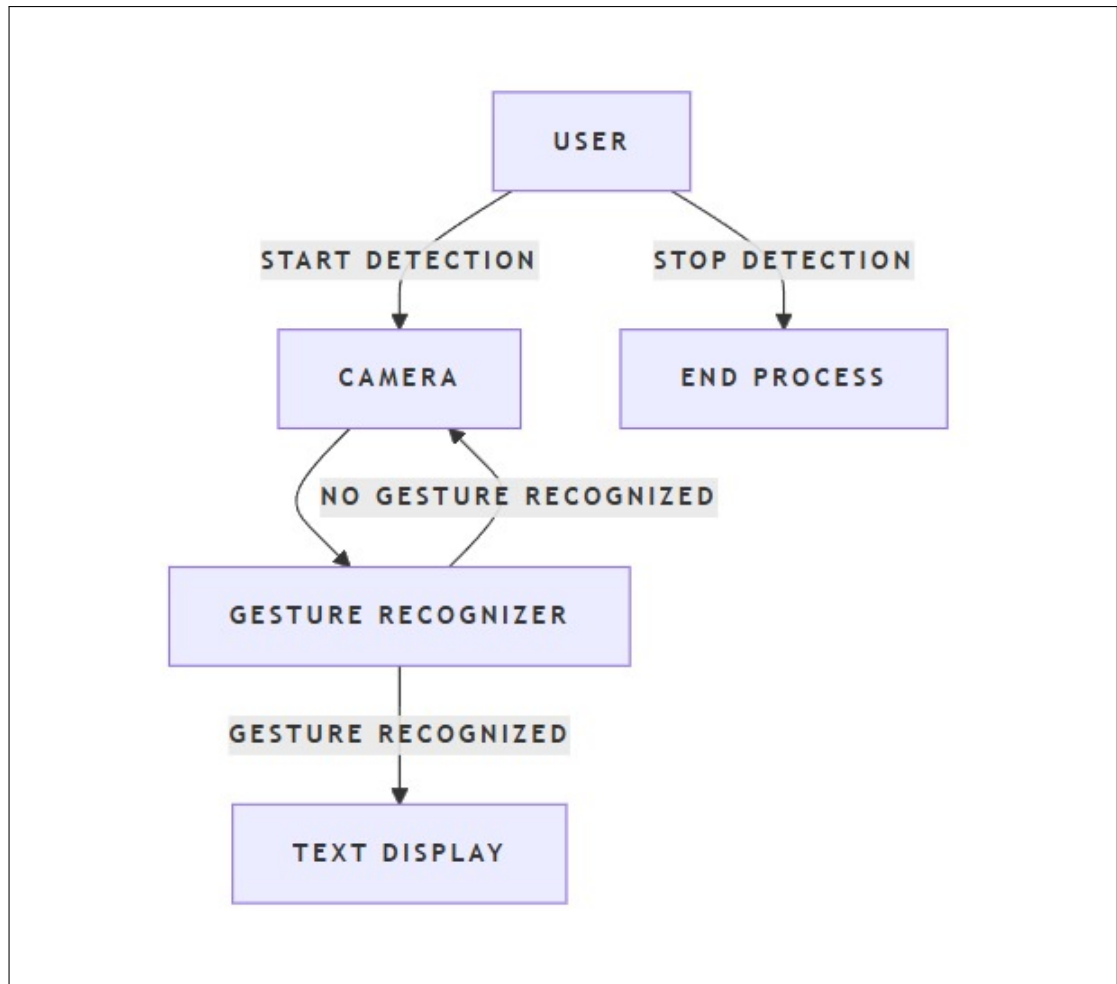 USER
START DETECTION
STOP DETECTION
CAMERA
END PROCESS
NO GESTURE RECOGNIZED
GESTURE RECOGNIZER
GESTURE RECOGNIZED
TEXT DISPLAY